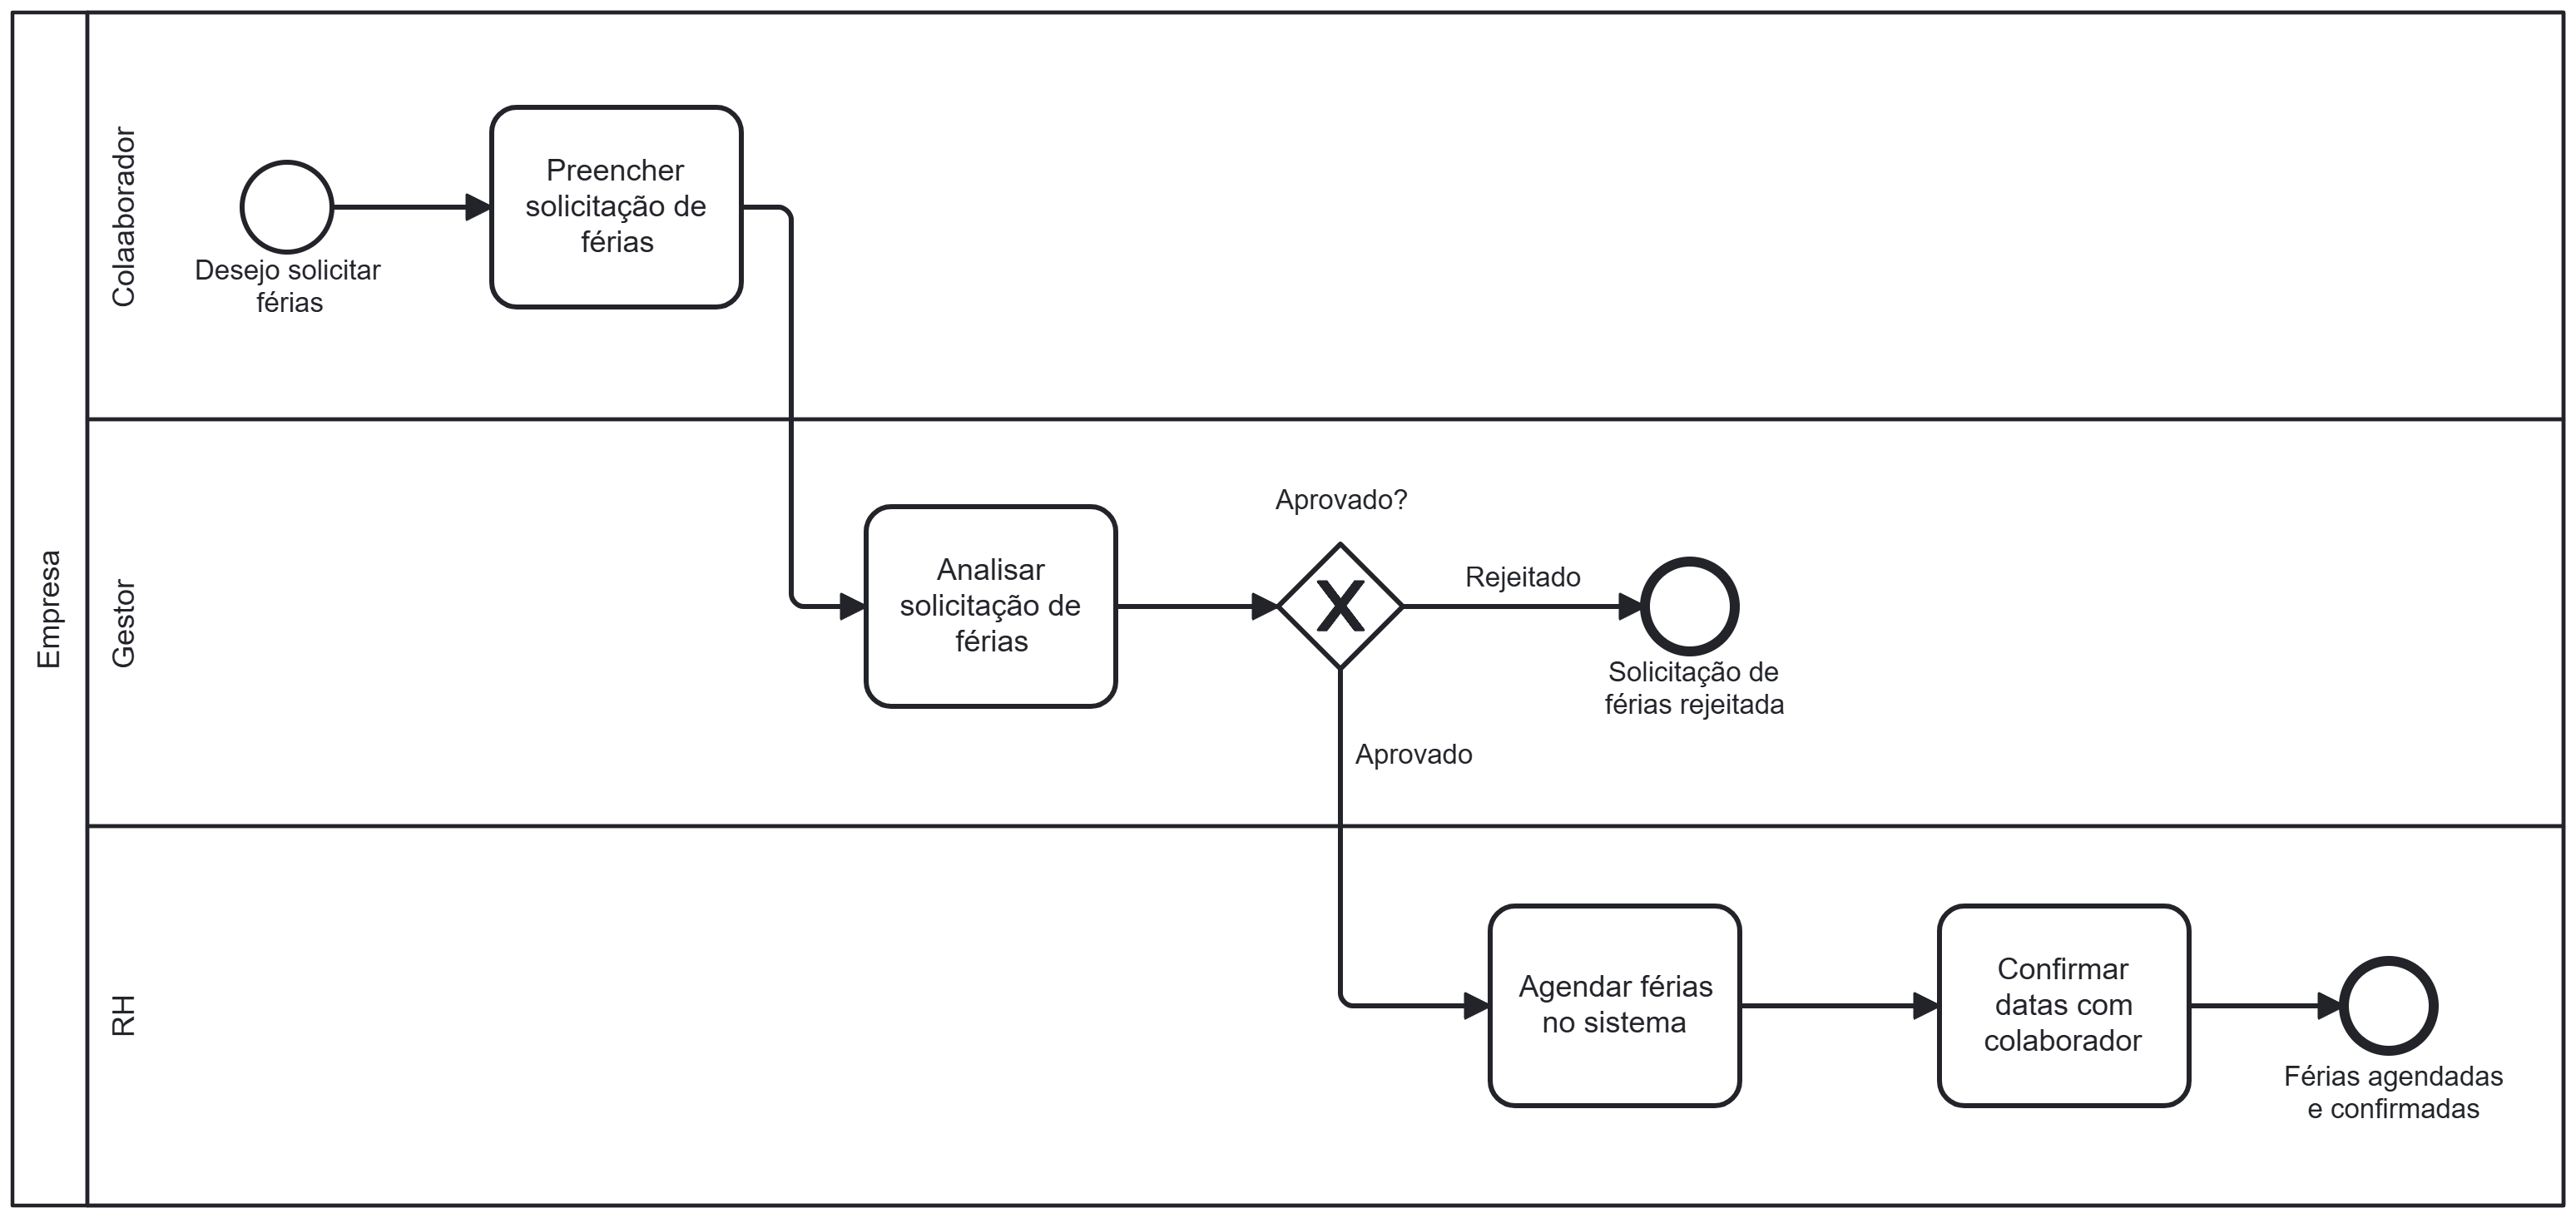 Empresa
Colaaborador
Desejo solicitar
férias
Preencher
solicitação de
férias
Gestor
Analisar
solicitação de
férias
Aprovado?
Rejeitado
Solicitação de
férias rejeitada
Aprovado
RH
Agendar férias
no sistema
Confirmar
datas com
colaborador
Férias agendadas
e confirmadas